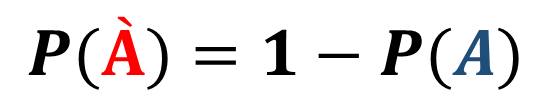 P(À) = 1 − P(A)